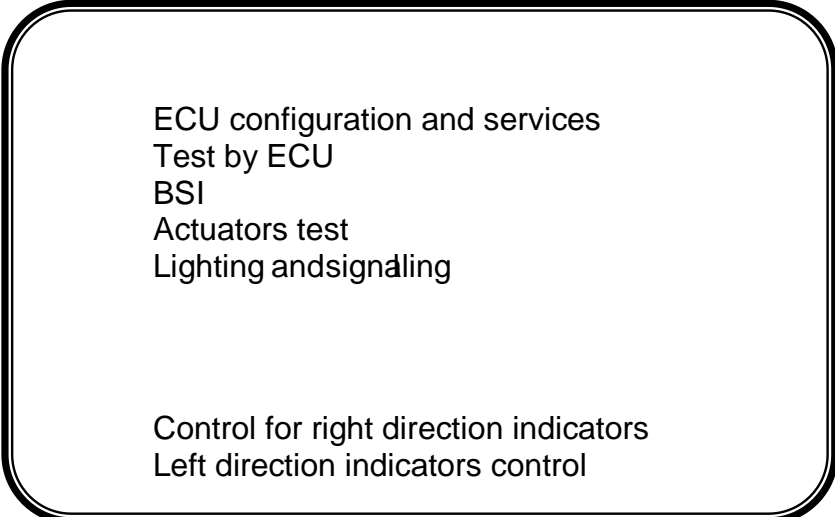 ECU configuration and services
Test by ECU
BSI
Actuators test
Lighting andsignaling
Control for right direction indicators
Left direction indicators control